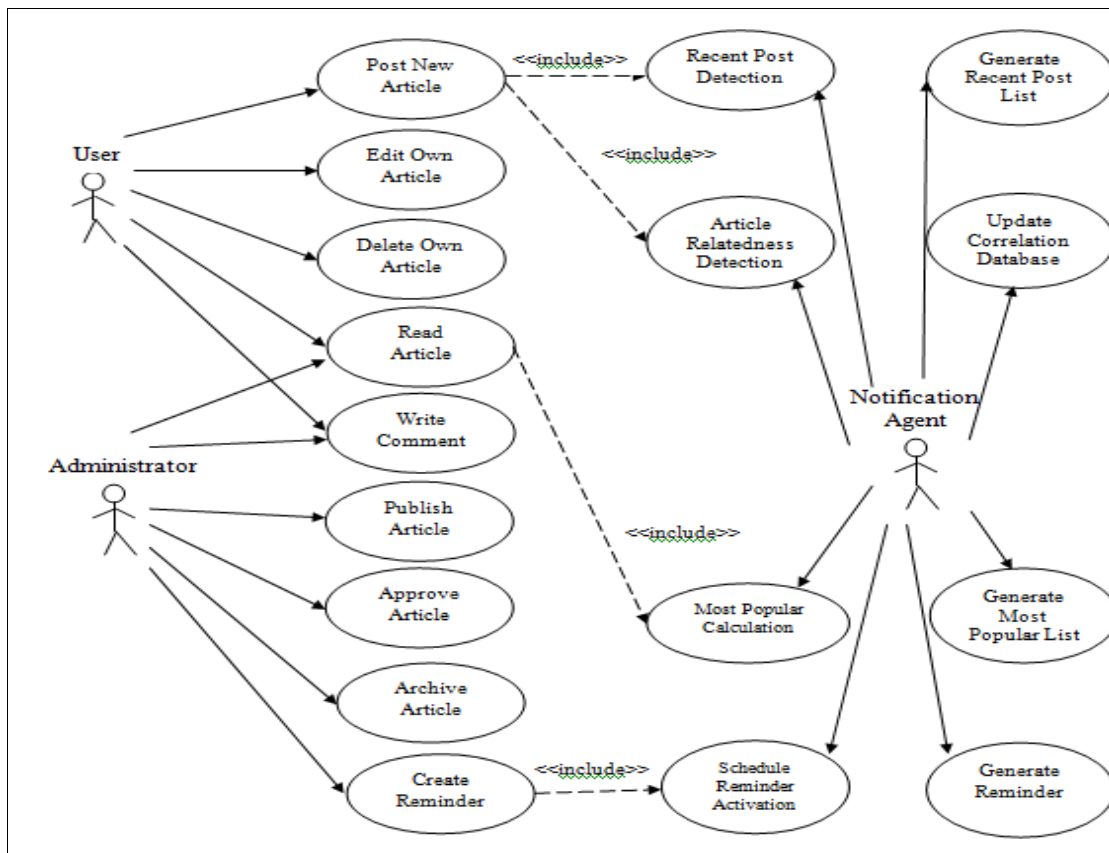 Post New
Article
<<include>>
Recent Post
Detection
Generate
Recent Post
List
User
Edit Own
Article
<<include>>
Delete Own
Article
Article
Relatedness
Detection
Update
Correlation
Database
Read
Article
Notification
Agent
Write
Comment
Administrator
Publish
Article
<<include>>
Approve
Article
Most Popular
Calculation
Generate
Most
Popular List
Archive
Article
Create
Reminder
<<include>>
Schedule
Reminder
Activation
Generate
Reminder